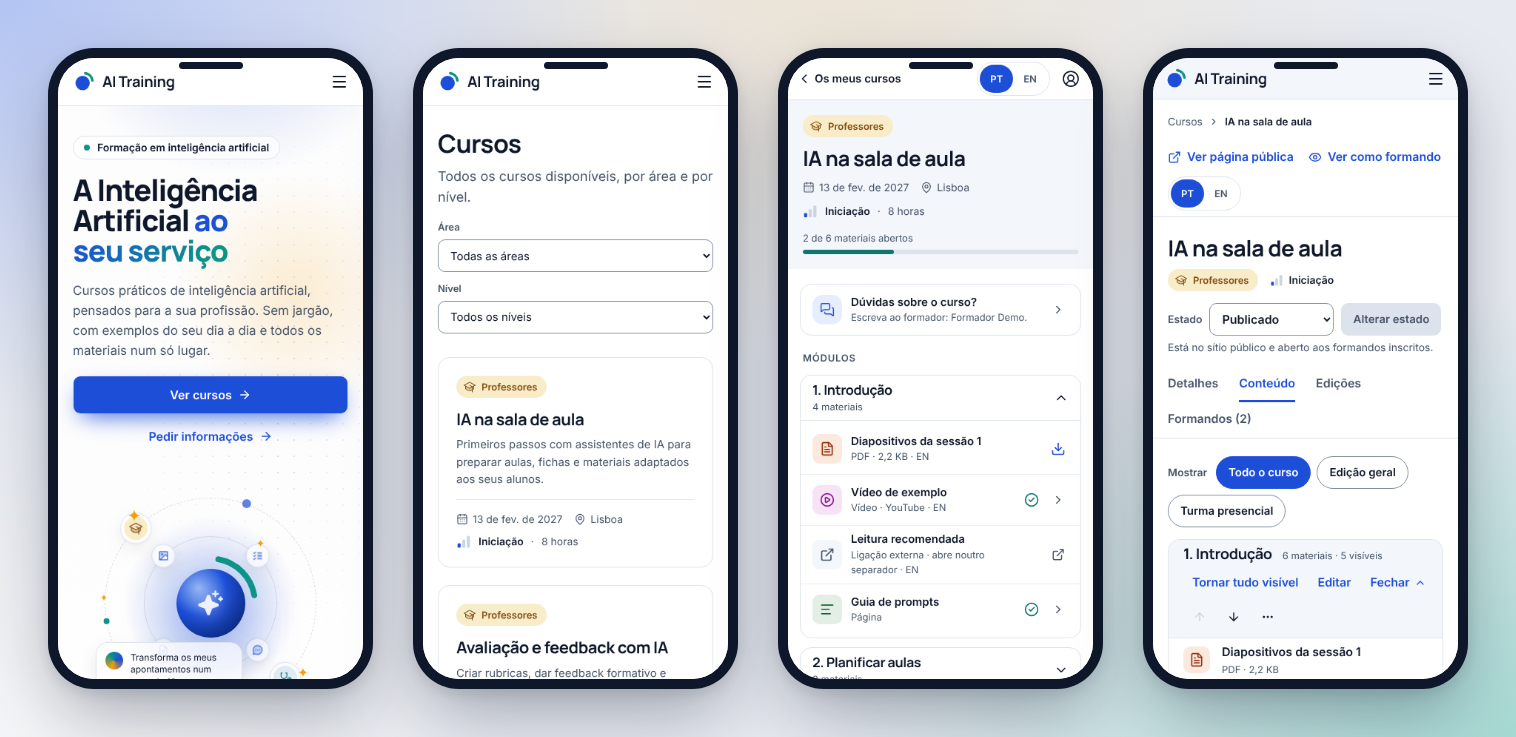 AI Training
Formação em inteligência artificial
A Inteligência
Artificial ao
seu serviço
Cursos práticos de inteligência artificial,
pensados para a sua profissão. Sem jargão,
com exemplos do seu dia a dia e todos os
materiais num só lugar.
Ver cursos
Pedir informações
Transforma os meus
apontamentos num
AI Training
Cursos
Todos os cursos disponíveis, por área e por
nível.
Área
Todas as áreas
Nível
Todos os níveis
Professores
IA na sala de aula
Primeiros passos com assistentes de IA para
preparar aulas, fichas e materiais adaptados
aos seus alunos.
13 de fev. de 2027 Lisboa
Iniciação · 8 horas
Professores
Avaliação e feedback com IA
Criar rubricas, dar feedback formativo e
Os meus cursos PT EN
Professores
IA na sala de aula
13 de fev. de 2027 Lisboa
Iniciação · 8 horas
2 de 6 materiais abertos
Dúvidas sobre o curso?
Escreva ao formador: Formador Demo.
MÓDULOS
1. Introdução
4 materiais
Diapositivos da sessão 1
PDF · 2,2 KB · EN
Vídeo de exemplo
Vídeo · YouTube · EN
Leitura recomendada
Ligação externa · abre noutro
separador · EN
Guia de prompts
Página
2. Planificar aulas
AI Training
Cursos > IA na sala de aula
Ver página pública Ver como formando
PT EN
IA na sala de aula
Professores Iniciação
Estado Publicado Alterar estado
Está no sítio público e aberto aos formandos inscritos.
Detalhes Conteúdo Edições
Formandos (2)
Mostrar Todo o curso Edição geral
Turma presencial
1. Introdução 6 materiais · 5 visíveis
Tornar tudo visível Editar Fechar
Diapositivos da sessão 1
PDF · 2,2 KB